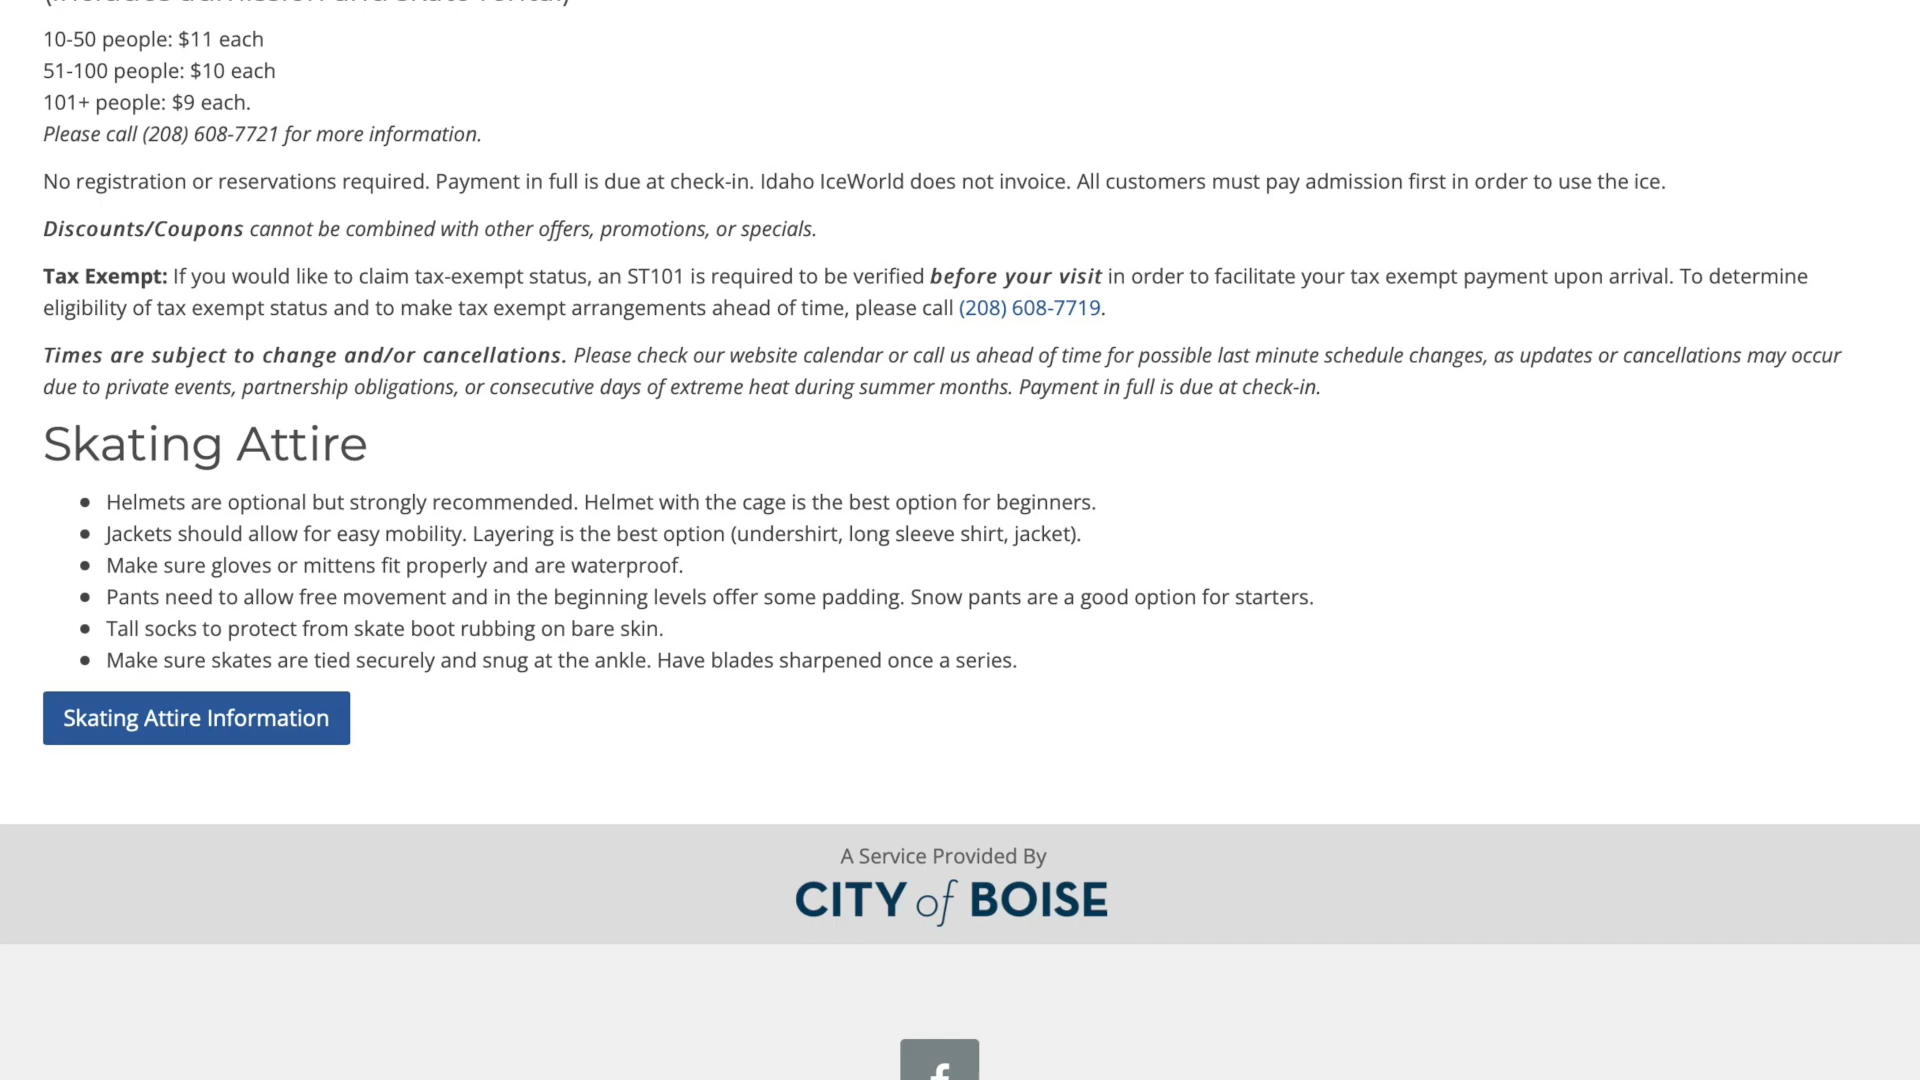 (includes admission and skate rental)
10-50 people: $11 each
51-100 people: $10 each
101+ people: $9 each.
Please call (208) 608-7721 for more information.
No registration or reservations required. Payment in full is due at check-in. Idaho IceWorld does not invoice. All customers must pay admission first in order to use the ice.
Discounts/Coupons cannot be combined with other offers, promotions, or specials.
Tax Exempt: If you would like to claim tax-exempt status, an ST101 is required to be verified before your visit in order to facilitate your tax exempt payment upon arrival. To determine
eligibility of tax exempt status and to make tax exempt arrangements ahead of time, please call (208) 608-7719.
Times are subject to change and/or cancellations. Please check our website calendar or call us ahead of time for possible last minute schedule changes, as updates or cancellations may occur
due to private events, partnership obligations, or consecutive days of extreme heat during summer months. Payment in full is due at check-in.
Skating Attire
Helmets are optional but strongly recommended. Helmet with the cage is the best option for beginners.
Jackets should allow for easy mobility. Layering is the best option (undershirt, long sleeve shirt, jacket).
Make sure gloves or mittens fit properly and are waterproof.
Pants need to allow free movement and in the beginning levels offer some padding. Snow pants are a good option for starters.
Tall socks to protect from skate boot rubbing on bare skin.
Make sure skates are tied securely and snug at the ankle. Have blades sharpened once a series.
Skating Attire Information
A Service Provided By
CITY of BOISE